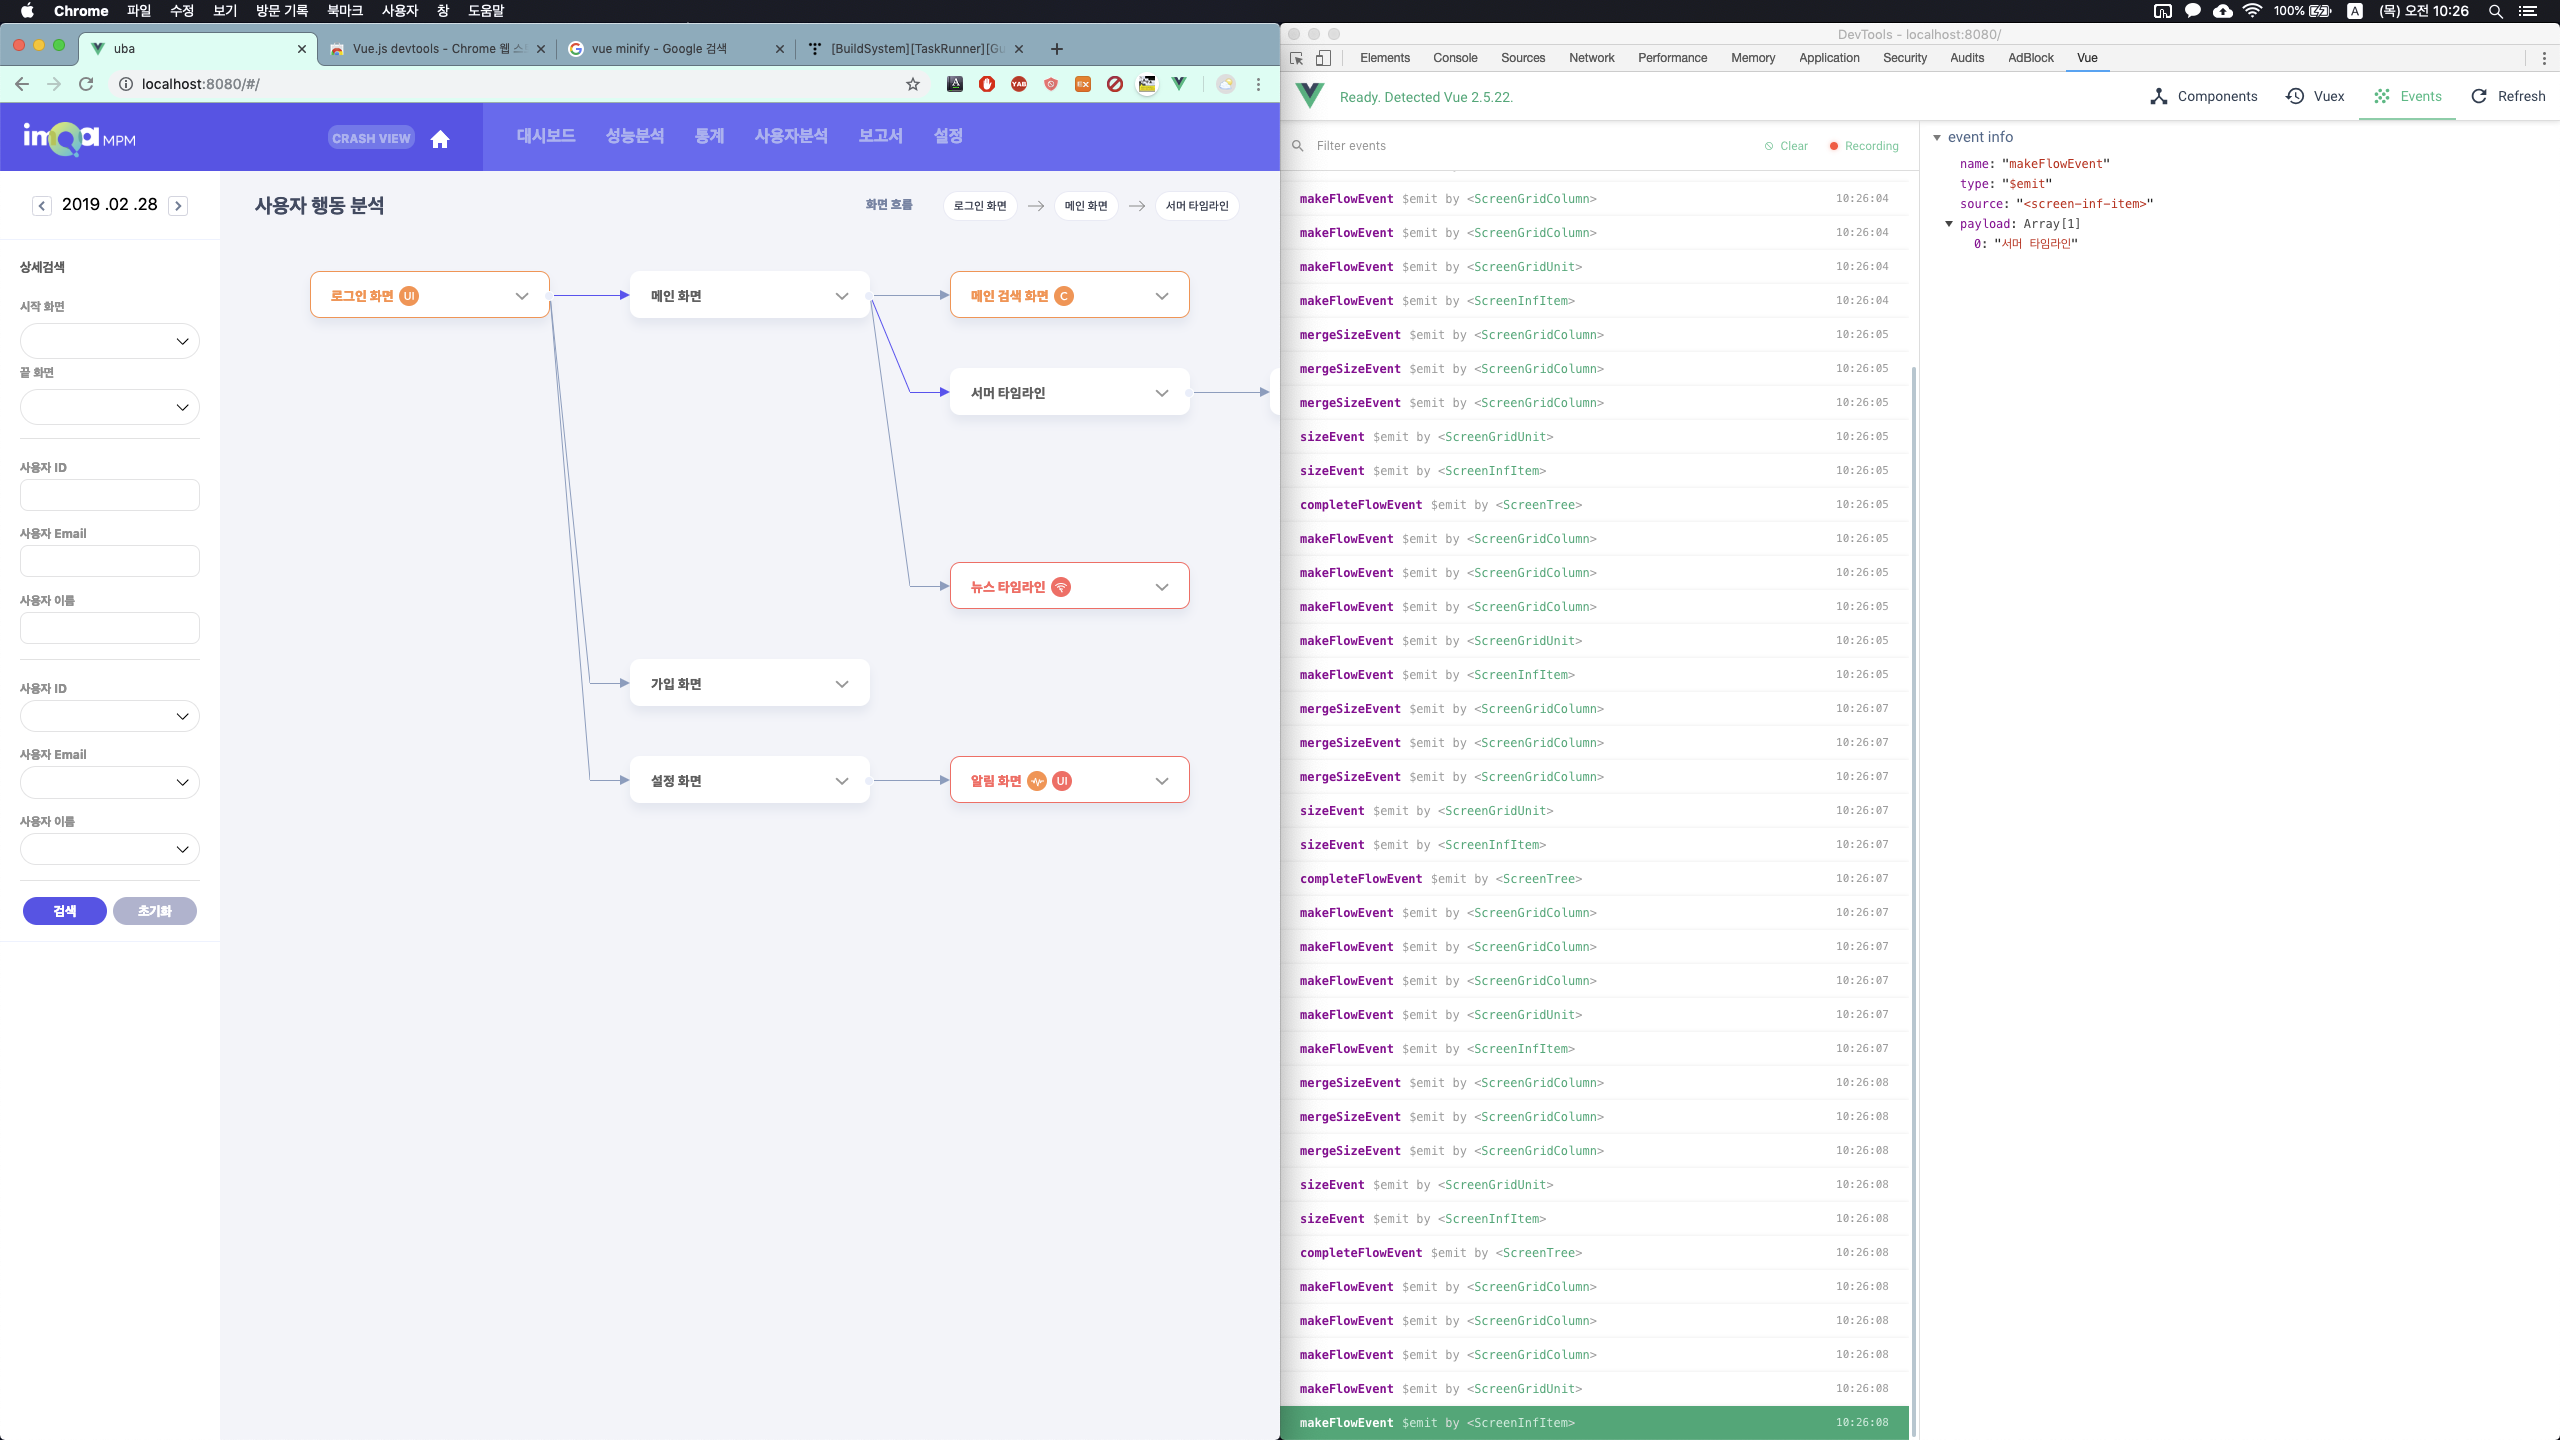 Chrome 파일 수정 보기 방문 기록 북마크 사용자 창 도움말
100% A (목) 오전 10:26
uba
Vue.js devtools - Chrome 웹 스
vue minify - Google 검색
[BuildSystem][TaskRunner][Gu
localhost:8080/#/
imQa MPM
CRASH VIEW
대시보드 성능분석 통계 사용자분석 보고서 설정
2019 .02 .28
상세검색
시작 화면
끝 화면
사용자 ID
사용자 Email
사용자 이름
사용자 ID
사용자 Email
사용자 이름
검색 초기화
사용자 행동 분석
화면 흐름 로그인 화면 메인 화면 서머 타임라인
로그인 화면 UI
메인 화면
메인 검색 화면 C
서머 타임라인
뉴스 타임라인
가입 화면
설정 화면
알림 화면 UI
DevTools - localhost:8080/
Elements Console Sources Network Performance Memory Application Security Audits AdBlock Vue
Ready. Detected Vue 2.5.22.
Components Vuex Events Refresh
Filter events Clear Recording
makeFlowEvent $emit by <ScreenGridColumn> 10:26:04
makeFlowEvent $emit by <ScreenGridColumn> 10:26:04
makeFlowEvent $emit by <ScreenGridUnit> 10:26:04
makeFlowEvent $emit by <ScreenInfItem> 10:26:04
mergeSizeEvent $emit by <ScreenGridColumn> 10:26:05
mergeSizeEvent $emit by <ScreenGridColumn> 10:26:05
mergeSizeEvent $emit by <ScreenGridColumn> 10:26:05
sizeEvent $emit by <ScreenGridUnit> 10:26:05
sizeEvent $emit by <ScreenInfItem> 10:26:05
completeFlowEvent $emit by <ScreenTree> 10:26:05
makeFlowEvent $emit by <ScreenGridColumn> 10:26:05
makeFlowEvent $emit by <ScreenGridColumn> 10:26:05
makeFlowEvent $emit by <ScreenGridColumn> 10:26:05
makeFlowEvent $emit by <ScreenGridUnit> 10:26:05
makeFlowEvent $emit by <ScreenInfItem> 10:26:05
mergeSizeEvent $emit by <ScreenGridColumn> 10:26:07
mergeSizeEvent $emit by <ScreenGridColumn> 10:26:07
mergeSizeEvent $emit by <ScreenGridColumn> 10:26:07
sizeEvent $emit by <ScreenGridUnit> 10:26:07
sizeEvent $emit by <ScreenInfItem> 10:26:07
completeFlowEvent $emit by <ScreenTree> 10:26:07
makeFlowEvent $emit by <ScreenGridColumn> 10:26:07
makeFlowEvent $emit by <ScreenGridColumn> 10:26:07
makeFlowEvent $emit by <ScreenGridColumn> 10:26:07
makeFlowEvent $emit by <ScreenGridUnit> 10:26:07
makeFlowEvent $emit by <ScreenInfItem> 10:26:07
mergeSizeEvent $emit by <ScreenGridColumn> 10:26:08
mergeSizeEvent $emit by <ScreenGridColumn> 10:26:08
mergeSizeEvent $emit by <ScreenGridColumn> 10:26:08
sizeEvent $emit by <ScreenGridUnit> 10:26:08
sizeEvent $emit by <ScreenInfItem> 10:26:08
completeFlowEvent $emit by <ScreenTree> 10:26:08
makeFlowEvent $emit by <ScreenGridColumn> 10:26:08
makeFlowEvent $emit by <ScreenGridColumn> 10:26:08
makeFlowEvent $emit by <ScreenGridColumn> 10:26:08
makeFlowEvent $emit by <ScreenGridUnit> 10:26:08
makeFlowEvent $emit by <ScreenInfItem> 10:26:08
event info
name: "makeFlowEvent"
type: "$emit"
source: "<screen-inf-item>"
payload: Array[1]
0: "서머 타임라인"